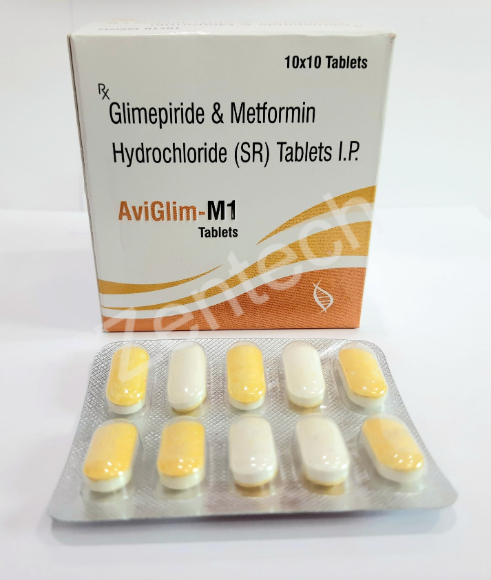 10x10 Tablets
Rx
Glimepiride & Metformin
Hydrochloride (SR) Tablets I.P.
AviGlim-M1
Tablets
Zentech